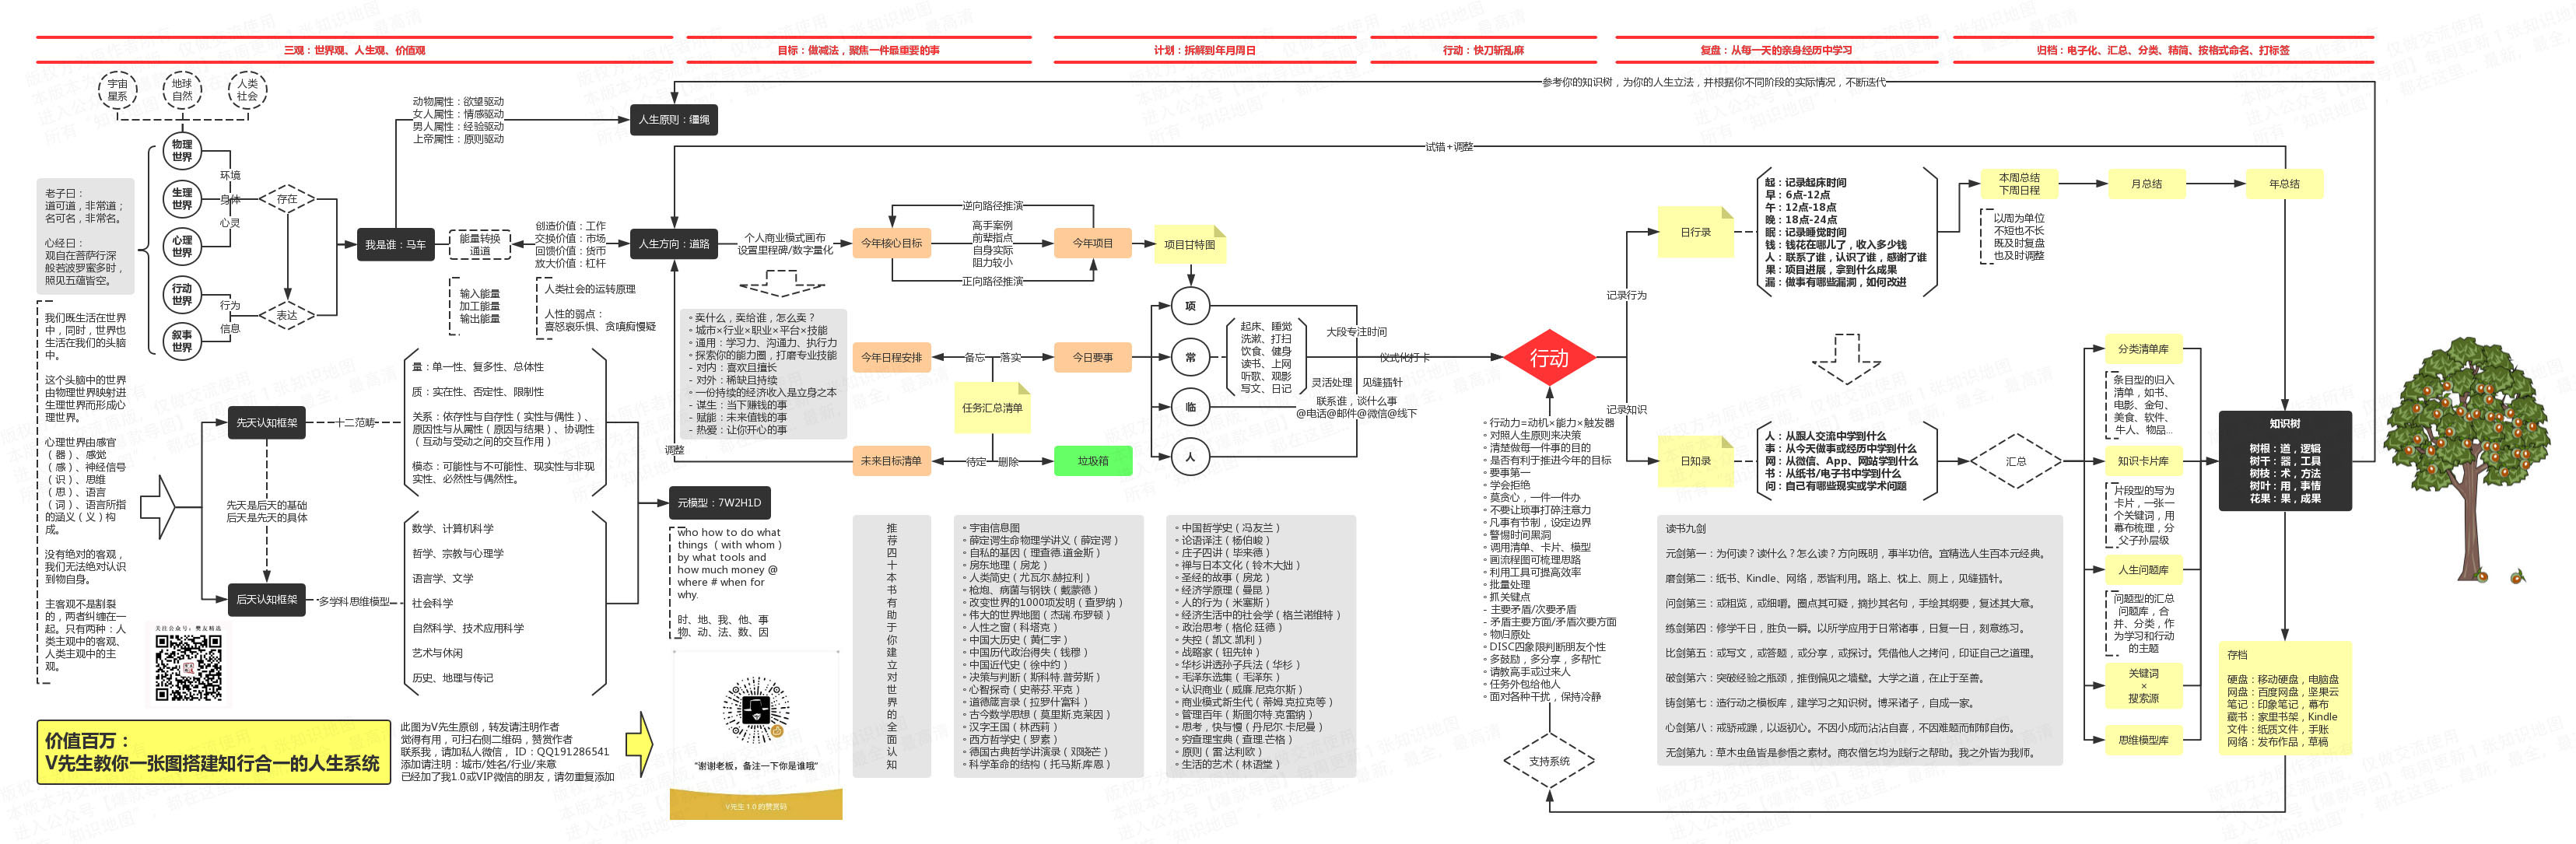 三观：世界观、人生观、价值观
目标：做减法，聚焦一件最重要的事
计划：拆解到年月周日
行动：快刀斩乱麻
复盘：从每一天的亲身经历中学习
归档：电子化、汇总、分类、精简、按格式命名、打标签
宇宙
星系
地球
自然
人类
社会
物理
世界
生理
世界
心理
世界
行动
世界
叙事
世界
环境
身体
心灵
行为
信息
存在
表达
老子曰：
道可道，非常道；
名可名，非常名。
心经曰：
观自在菩萨行深
般若波罗蜜多时，
照见五蕴皆空。
我们既生活在世界
中，同时，世界也
生活在我们的头脑
中。
这个头脑中的世界
由物理世界映射进
生理世界而形成心
理世界。
心理世界由感官
（器）、感觉
（感）、神经信号
（识）、思维
（思）、语言
（词）、语言所指
的涵义（义）构
成。
没有绝对的客观，
我们无法绝对认识
到物自身。
主客观不是割裂
的，两者纠缠在一
起。只有两种：人
类主观中的客观、
人类主观中的主
观。
动物属性：欲望驱动
女人属性：情感驱动
男人属性：经验驱动
上帝属性：原则驱动
人生原则：缰绳
参考你的知识树，为你的人生立法，并根据你不同阶段的实际情况，不断迭代
试错+调整
我是谁：马车
能量转换
通道
输入能量
加工能量
输出能量
创造价值：工作
交换价值：市场
回馈价值：货币
放大价值：杠杆
人类社会的运转原理
人性的弱点：
喜怒哀乐惧、贪嗔痴慢疑
人生方向：道路
个人商业模式画布
设置里程碑/数字量化
◦ 卖什么，卖给谁，怎么卖？
◦ 城市×行业×职业×平台×技能
◦ 通用：学习力、沟通力、执行力
◦ 探索你的能力圈，打磨专业技能
- 对内：喜欢且擅长
- 对外：稀缺且持续
◦ 一份持续的经济收入是立身之本
- 谋生：当下赚钱的事
- 赋能：未来值钱的事
- 热爱：让你开心的事
调整
先天认知框架
十二范畴
先天是后天的基础
后天是先天的具体
后天认知框架
多学科思维模型
量：单一性、复多性、总体性
质：实在性、否定性、限制性
关系：依存性与自存性（实性与偶性）、
原因性与从属性（原因与结果）、协调性
（互动与受动之间的交互作用）
模态：可能性与不可能性、现实性与非现
实性、必然性与偶然性。
数学、计算机科学
哲学、宗教与心理学
语言学、文学
社会科学
自然科学、技术应用科学
艺术与休闲
历史、地理与传记
元模型：7W2H1D
who how to do what
things （with whom）
by what tools and
how much money @
where # when for
why.
时、地、我、他、事
物、动、法、数、因
关注公众号：樊友精选
价值百万：
V先生教你一张图搭建知行合一的人生系统
此图为V先生原创，转发请注明作者
觉得有用，可扫右侧二维码，赞赏作者
联系我，请加私人微信， ID：QQ191286541
添加请注明：城市/姓名/行业/来意
已经加了我1.0或VIP微信的朋友，请勿重复添加
“谢谢老板，备注一下你是谁哦”
V先生 1.0 的赞赏码
今年核心目标
逆向路径推演
高手案例
前辈指点
自身实际
阻力较小
正向路径推演
今年项目
项目甘特图
今年日程安排
备忘
落实
今日要事
任务汇总清单
未来目标清单
待定
删除
垃圾箱
项
常
临
人
起床、睡觉
洗漱、打扫
饮食、健身
读书、上网
听歌、观影
写文、日记
大段专注时间
仪式化打卡
灵活处理 见缝插针
联系谁，谈什么事
@电话@邮件@微信@线下
推
荐
四
十
本
书
有
助
于
你
建
立
对
世
界
的
全
面
认
知
◦ 宇宙信息图
◦ 薛定谔生命物理学讲义（薛定谔）
◦ 自私的基因（理查德.道金斯）
◦ 房东地理（房龙）
◦ 人类简史（尤瓦尔.赫拉利）
◦ 枪炮、病菌与钢铁（戴蒙德）
◦ 改变世界的1000项发明（查罗纳）
◦ 伟大的世界地图（杰瑞.布罗顿）
◦ 人性之窗（科塔克）
◦ 中国大历史（黄仁宇）
◦ 中国历代政治得失（钱穆）
◦ 中国近代史（徐中约）
◦ 决策与判断（斯科特.普劳斯）
◦ 心智探奇（史蒂芬.平克）
◦ 道德箴言录（拉罗什富科）
◦ 古今数学思想（莫里斯.克莱因）
◦ 汉字王国（林西莉）
◦ 西方哲学史（罗素）
◦ 德国古典哲学讲演录（邓晓芒）
◦ 科学革命的结构（托马斯.库恩）
◦ 中国哲学史（冯友兰）
◦ 论语译注（杨伯峻）
◦ 庄子四讲（毕来德）
◦ 禅与日本文化（铃木大拙）
◦ 圣经的故事（房龙）
◦ 经济学原理（曼昆）
◦ 人的行为（米塞斯）
◦ 经济生活中的社会学（格兰诺维特）
◦ 政治思考（格伦.廷德）
◦ 失控（凯文.凯利）
◦ 战略家（钮先钟）
◦ 华杉讲透孙子兵法（华杉）
◦ 毛泽东选集（毛泽东）
◦ 认识商业（威廉.尼克尔斯）
◦ 商业模式新生代（蒂姆.克拉克等）
◦ 管理百年（斯图尔特.克雷纳）
◦ 思考，快与慢（丹尼尔.卡尼曼）
◦ 穷查理宝典（查理.芒格）
◦ 原则（雷.达利欧）
◦ 生活的艺术（林语堂）
行动
◦ 行动力=动机×能力×触发器
◦ 对照人生原则来决策
◦ 清楚做每一件事的目的
◦ 是否有利于推进今年的目标
◦ 要事第一
◦ 学会拒绝
◦ 莫贪心，一件一件办
◦ 不要让琐事打碎注意力
◦ 凡事有节制，设定边界
◦ 警惕时间黑洞
◦ 调用清单、卡片、模型
◦ 画流程图可梳理思路
◦ 利用工具可提高效率
◦ 批量处理
◦ 抓关键点
- 主要矛盾/次要矛盾
- 矛盾主要方面/矛盾次要方面
◦ 物归原处
◦ DISC四象限判断朋友个性
◦ 多鼓励，多分享，多帮忙
◦ 请教高手或过来人
◦ 任务外包给他人
◦ 面对各种干扰，保持冷静
支持系统
记录行为
记录知识
日行录
起：记录起床时间
早：6点-12点
午：12点-18点
晚：18点-24点
眠：记录睡觉时间
钱：钱花在哪儿了，收入多少钱
人：联系了谁，认识了谁，感谢了谁
果：项目进展，拿到什么成果
漏：做事有哪些漏洞，如何改进
本周总结
下周日程
以周为单位
不短也不长
既及时复盘
也及时调整
月总结
年总结
日知录
人：从跟人交流中学到什么
事：从今天做事或经历中学到什么
网：从微信、App、网站学到什么
书：从纸书/电子书中学到什么
问：自己有哪些现实或学术问题
汇总
读书九剑
元剑第一：为何读？读什么？怎么读？方向既明，事半功倍。宜精选人生百本元经典。
磨剑第二：纸书、Kindle、网络，悉皆利用。路上、枕上、厕上，见缝插针。
问剑第三：或相览，或细嚼。圈点其可疑，摘抄其名句，手绘其纲要，复述其大意。
练剑第四：修学千日，胜负一瞬。以所学应用于日常诸事，日复一日，刻意练习。
比剑第五：或写文，或答题，或分享，或探讨。凭借他人之拷问，印证自己之道理。
破剑第六：突破经验之瓶颈，推倒偏见之墙壁。大学之道，在止于至善。
铸剑第七：造行动之模板库，建学习之知识树。博采诸子，自成一家。
心剑第八：戒骄戒躁，以返初心。不因小成而沾沾自喜，不因难题而郁郁自伤。
无剑第九：草木虫鱼皆是参悟之素材。商农僧乞均为践行之帮助。我之外皆为我师。
分类清单库
条目型的归入
清单，如书、
电影、金句、
美食、软件、
牛人、物品...
知识卡片库
片段型的写为
卡片，一张一
个关键词，用
幕布梳理，分
父子孙层级
人生问题库
问题型的汇总
问题库，合
并、分类，作
为学习和行动
的主题
关键词
×
搜索源
思维模型库
知识树
树根：道，逻辑
树干：器，工具
树枝：术，方法
树叶：用，事情
花果：果，成果
存档
硬盘：移动硬盘，电脑盘
网盘：百度网盘，坚果云
笔记：印象笔记，幕布
藏书：家里书架，Kindle
文件：纸质文件，手账
网络：发布作品，草稿